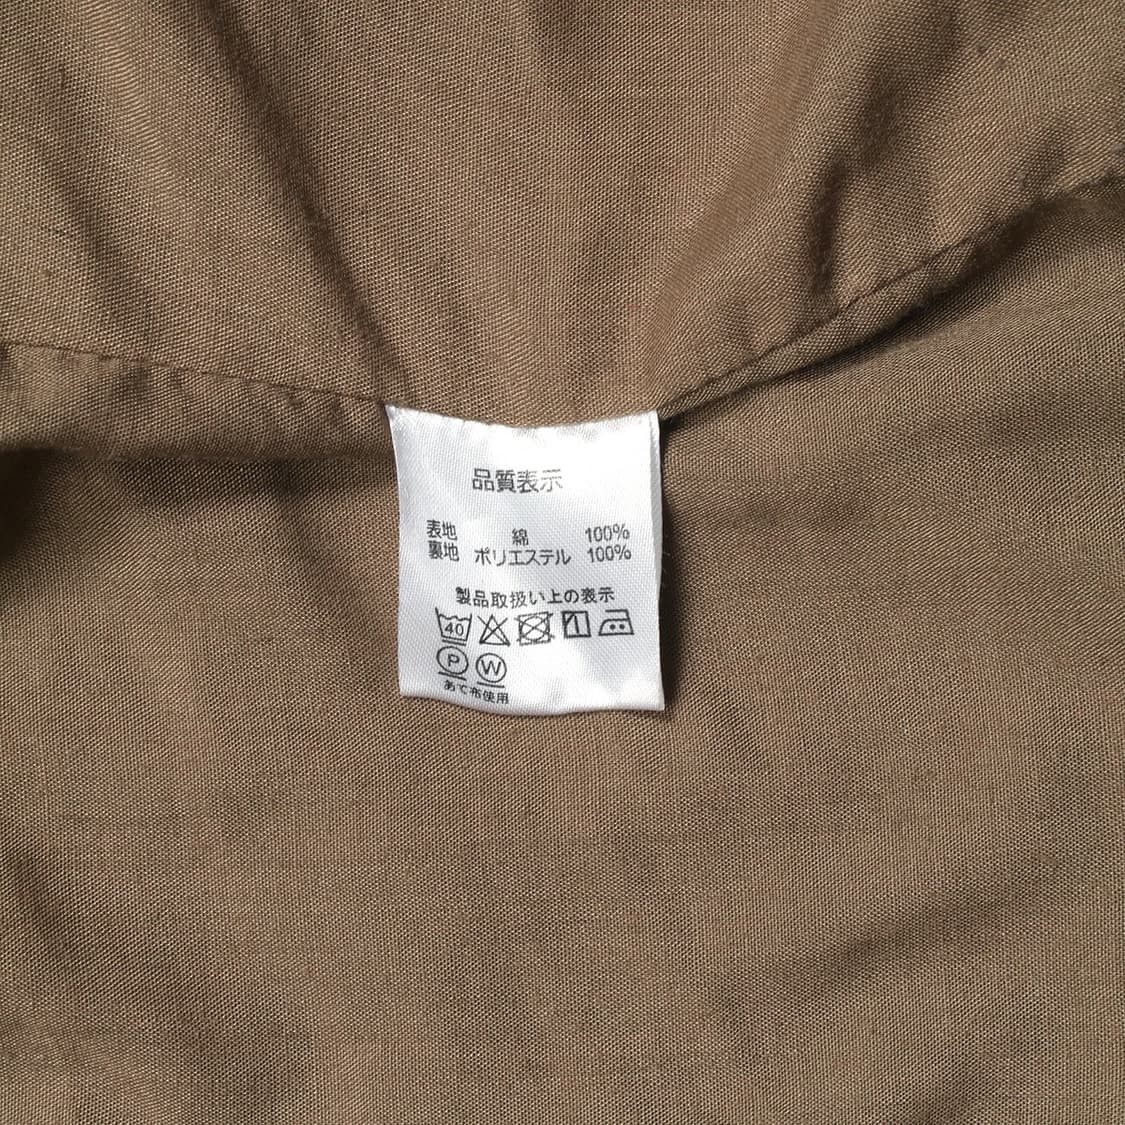 品質表示
表地 綿 100%
裏地 ポリエステル 100%
製品取扱い上の表示
40
P W
あて布使用